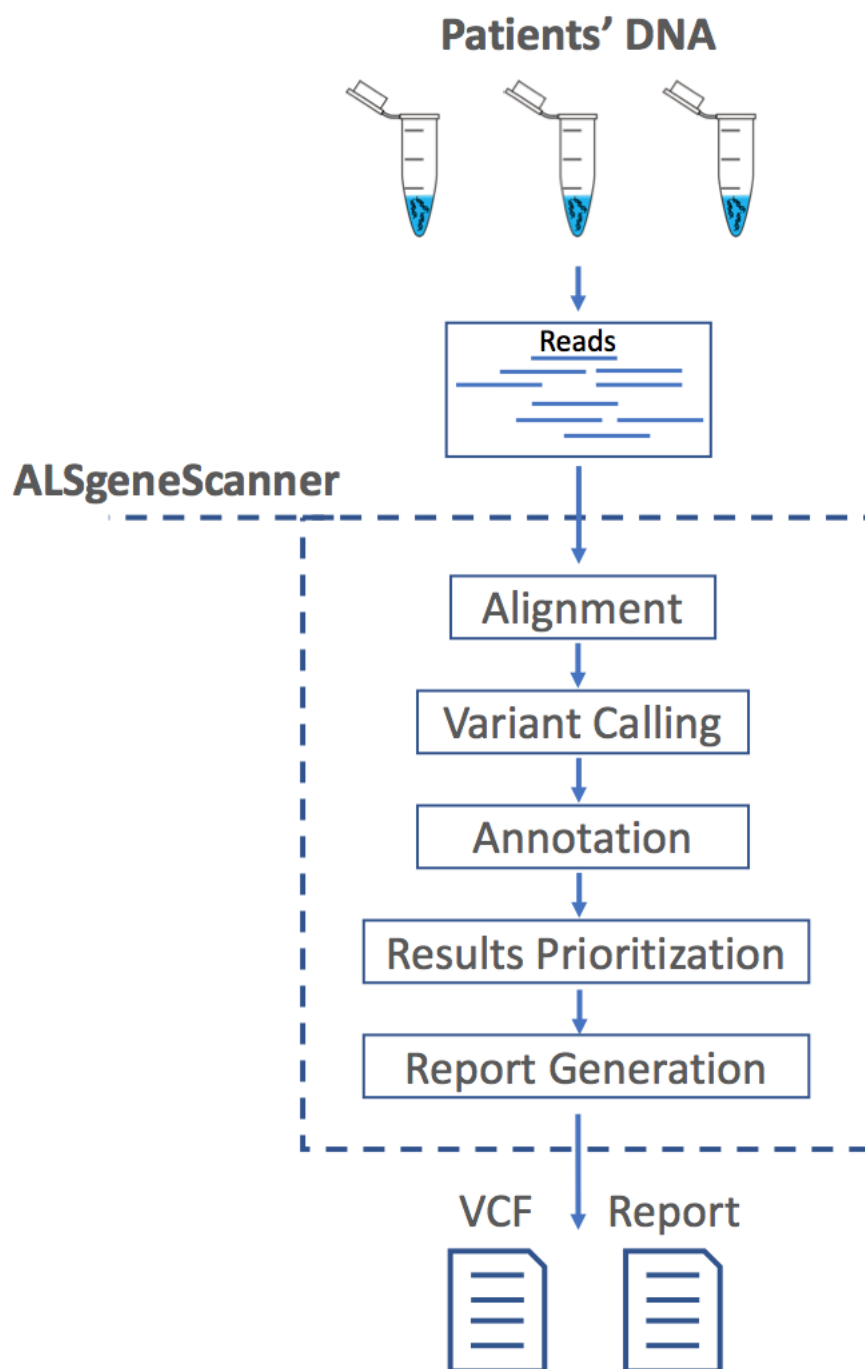 Patients’ DNA
Reads
ALSgeneScanner
Alignment
Variant Calling
Annotation
Results Prioritization
Report Generation
VCF Report